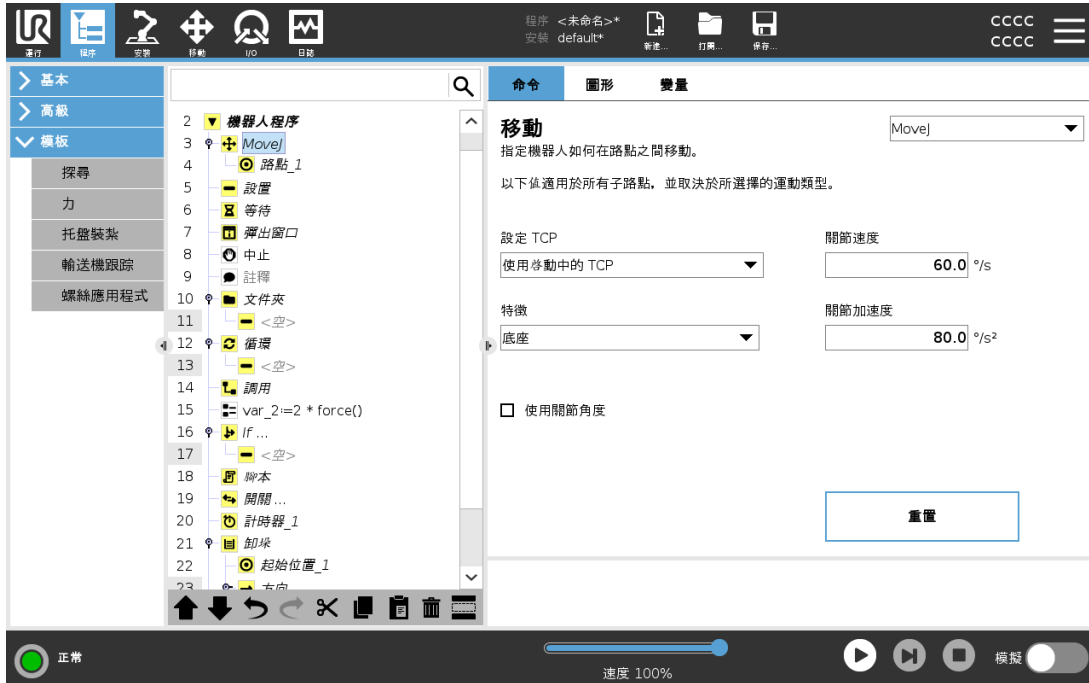 UR
運行
程序
安裝
移動
I/O
日誌
程序 <未命名>*
安裝 default*
新建...
打開...
保存...
CCCC
CCCC
基本
高級
模板
探尋
力
托盤裝紮
輸送機跟踪
螺絲應用程式
2 機器人程序
3 MoveJ
4 路點_1
5 設置
6 等待
7 彈出窗口
8 中止
9 註釋
10 文件夾
11 <空>
12 循環
13 <空>
14 調用
15 var_2:=2 * force()
16 If ...
17 <空>
18 腳本
19 開關 ...
20 計時器_1
21 卸垛
22 起始位置_1
23 方向
命令
圖形
變量
移動
MoveJ
指定機器人如何在路點之間移動。
以下值適用於所有子路點，並取決於所選擇的運動類型。
設定 TCP
使用啓動中的 TCP
關節速度
60.0 °/s
特徵
底座
關節加速度
80.0 °/s²
使用關節角度
重置
正常
速度 100%
模擬